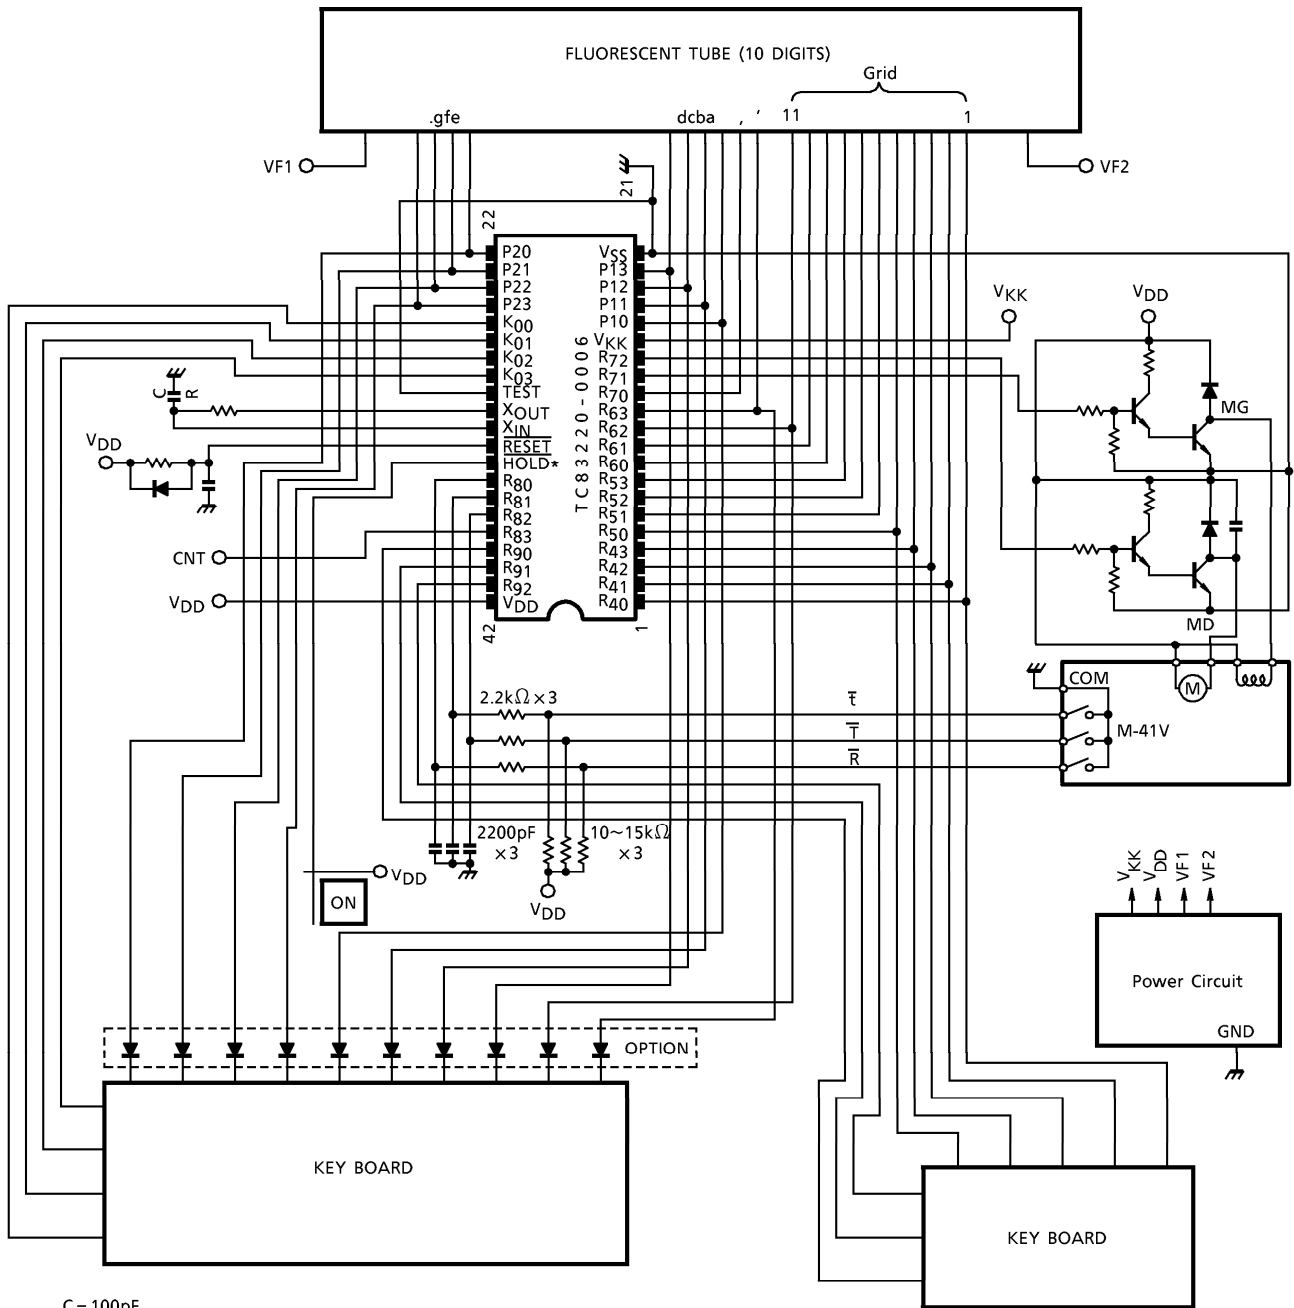 FLUORESCENT TUBE (10 DIGITS)
Grid
.gfe
dcba
,
′
11
1
VF1
VF2
21
22
P20
P21
P22
P23
K00
K01
K02
K03
TEST
XOUT
XIN
RESET
HOLD*
R80
R81
R82
R83
R90
R91
R92
VDD
TC83220-0006
VSS
P13
P12
P11
P10
VKK
R72
R71
R70
R63
R62
R61
R60
R53
R52
R51
R50
R43
R42
R41
R40
42
1
C
R
VDD
CNT
VDD
VKK
VDD
MG
MD
COM
M
M-41V
2.2kΩ×3
t̅
T̅
R̅
2200pF
×3
10~15kΩ
×3
VDD
VDD
ON
VKK
VDD
VF1
VF2
Power Circuit
GND
OPTION
KEY BOARD
KEY BOARD
C=100pF